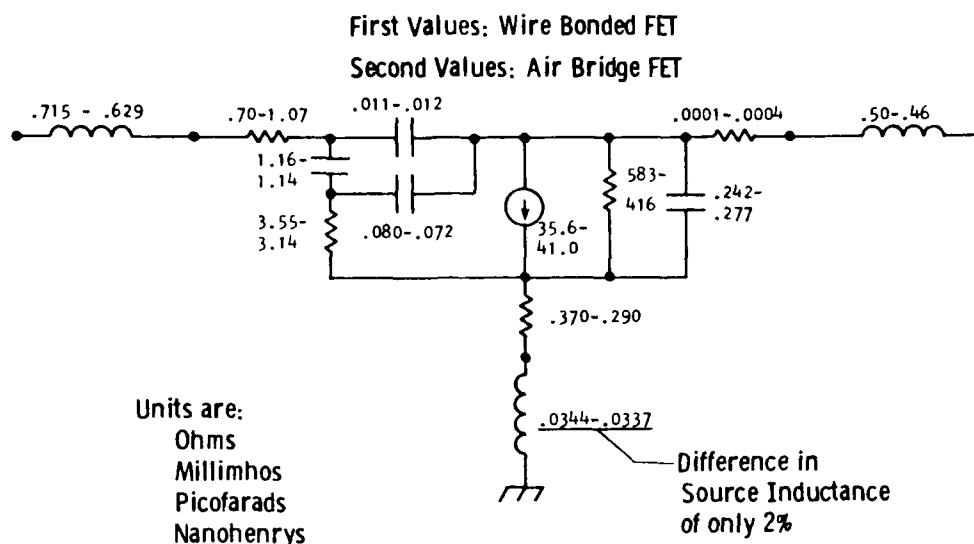 First Values: Wire Bonded FET
Second Values: Air Bridge FET
.715 - .629
.70-1.07
.011-.012
.0001-.0004
.50-.46
1.16-
1.14
583-
416
.242-
.277
3.55-
3.14
.080-.072
35.6-
41.0
.370-.290
.0344-.0337
Units are:
Ohms
Millimhos
Picofarads
Nanohenrys
Difference in
Source Inductance
of only 2%